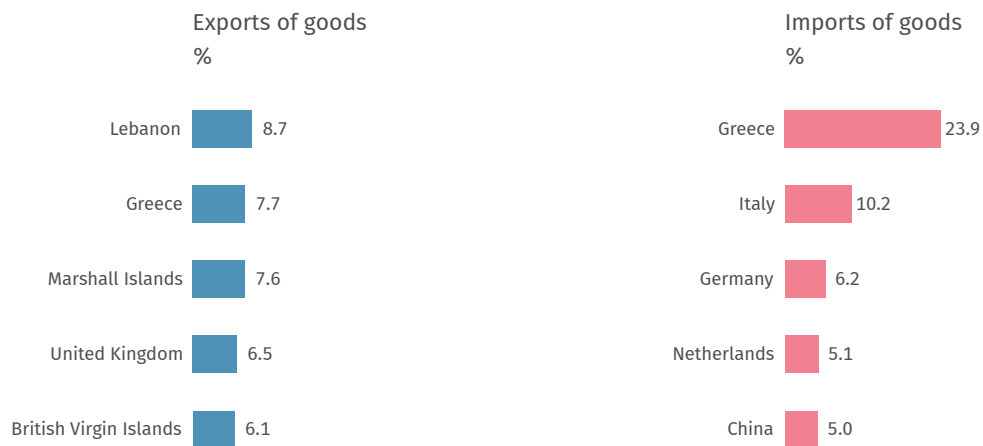 Exports of goods
%
Lebanon 8.7
Greece 7.7
Marshall Islands 7.6
United Kingdom 6.5
British Virgin Islands 6.1
Imports of goods
%
Greece 23.9
Italy 10.2
Germany 6.2
Netherlands 5.1
China 5.0